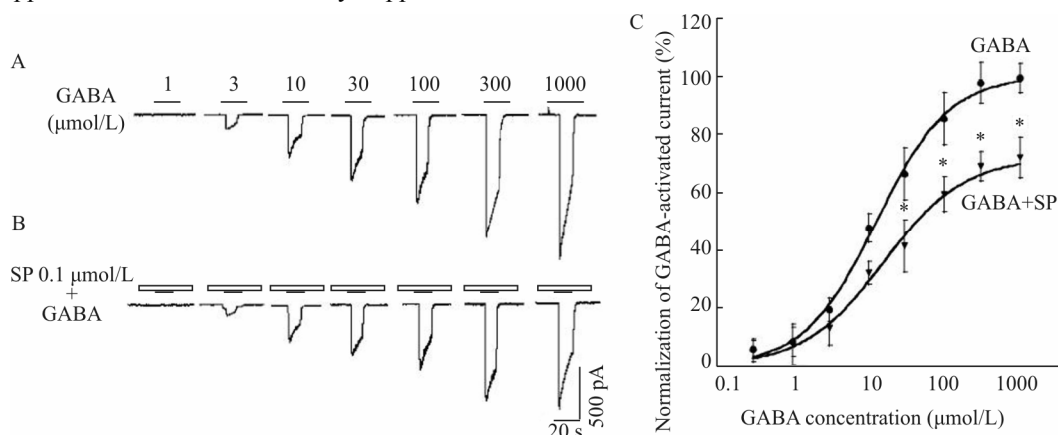 A
GABA
(μmol/L)
1 3 10 30 100 300 1000
B
SP 0.1 μmol/L
+
GABA
500 pA
20 s
C
Normalization of GABA-activated current (%)
120
100
80
60
40
20
0
GABA
*
*
*
*
GABA+SP
0.1 1 10 100 1000
GABA concentration (μmol/L)